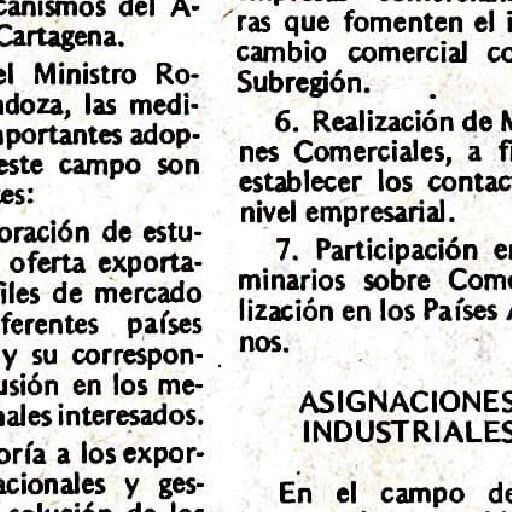 canismos del A-
Cartagena.
el Ministro Ro-
ndoza, las medi-
nportantes adop-
este campo son
es:
oración de estu-
oferta exporta-
files de mercado
ferentes países
y su correspon-
usión en los me-
nales interesados.
oría a los expor-
acionales y ges-
ras que fomenten el i
cambio comercial co
Subregión.
6. Realización de M
nes Comerciales, a fi
establecer los contac
nivel empresarial.
7. Participación en
minarios sobre Come
lización en los Países A
nos.
ASIGNACIONES
INDUSTRIALES
En el campo de